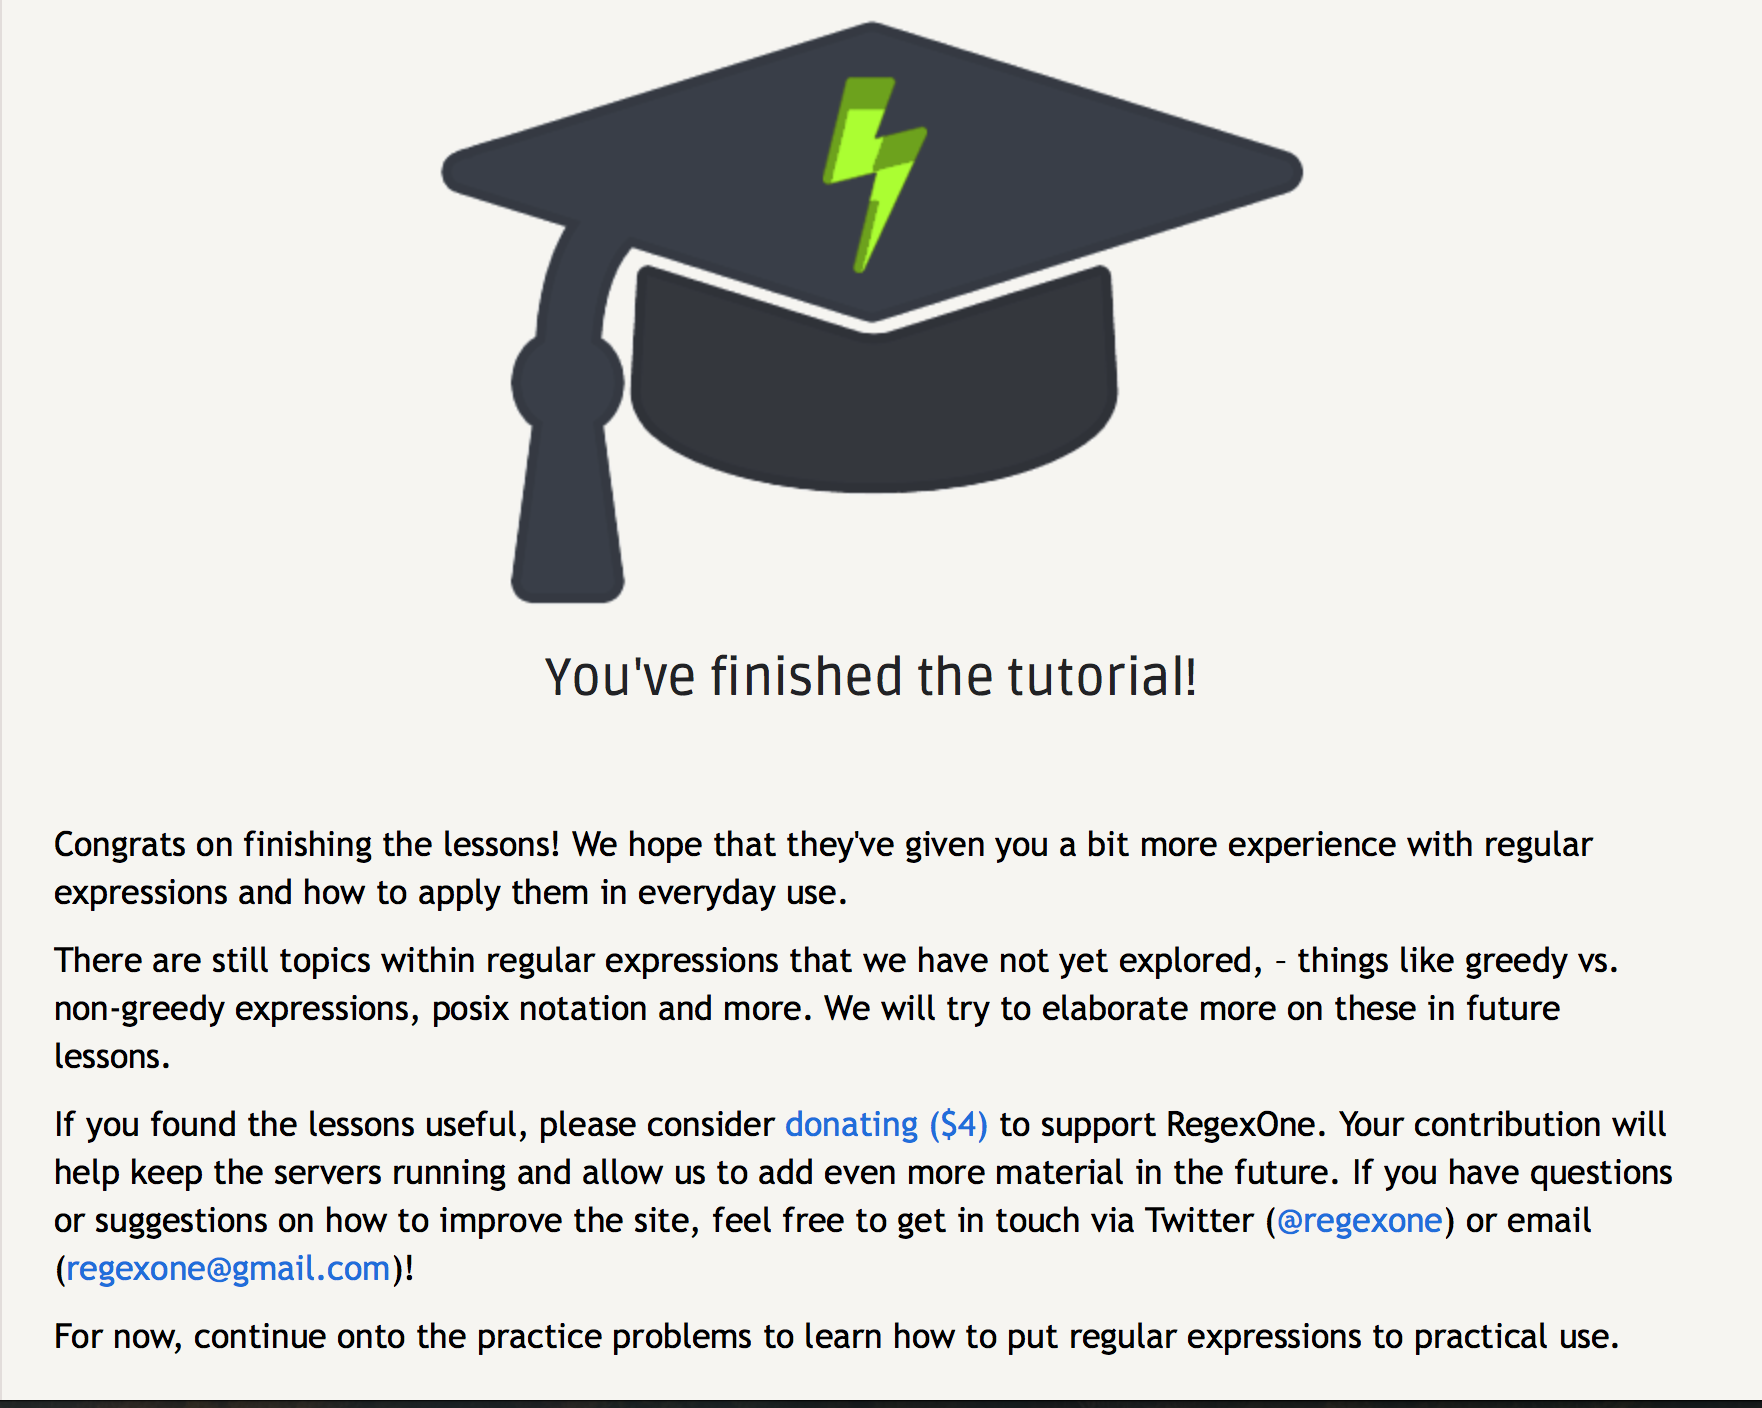 You've finished the tutorial!
Congrats on finishing the lessons! We hope that they've given you a bit more experience with regular
expressions and how to apply them in everyday use.
There are still topics within regular expressions that we have not yet explored, - things like greedy vs.
non-greedy expressions, posix notation and more. We will try to elaborate more on these in future
lessons.
If you found the lessons useful, please consider donating ($4) to support RegexOne. Your contribution will
help keep the servers running and allow us to add even more material in the future. If you have questions
or suggestions on how to improve the site, feel free to get in touch via Twitter (@regexone) or email
(regexone@gmail.com)!
For now, continue onto the practice problems to learn how to put regular expressions to practical use.